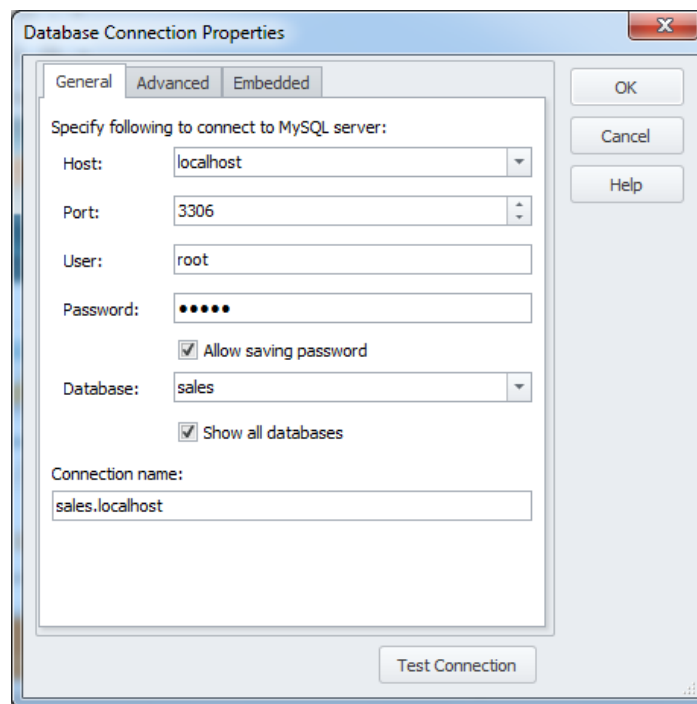 Database Connection Properties
General Advanced Embedded
OK
Specify following to connect to MySQL server:
Cancel
Host: localhost
Help
Port: 3306
User: root
Password: •••••
Allow saving password
Database: sales
Show all databases
Connection name:
sales.localhost
Test Connection